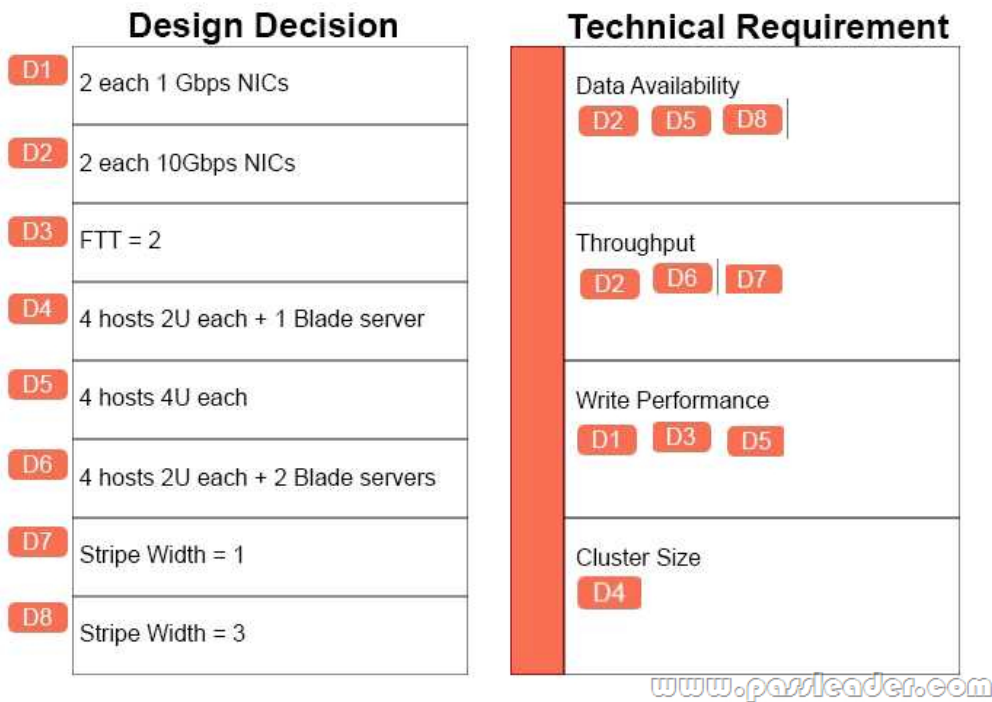 Design Decision
D1
2 each 1 Gbps NICs
D2
2 each 10Gbps NICs
D3
FTT = 2
D4
4 hosts 2U each + 1 Blade server
D5
4 hosts 4U each
D6
4 hosts 2U each + 2 Blade servers
D7
Stripe Width = 1
D8
Stripe Width = 3
Technical Requirement
Data Availability
D2 D5 D8
Throughput
D2 D6 D7
Write Performance
D1 D3 D5
Cluster Size
D4
www.passleader.com